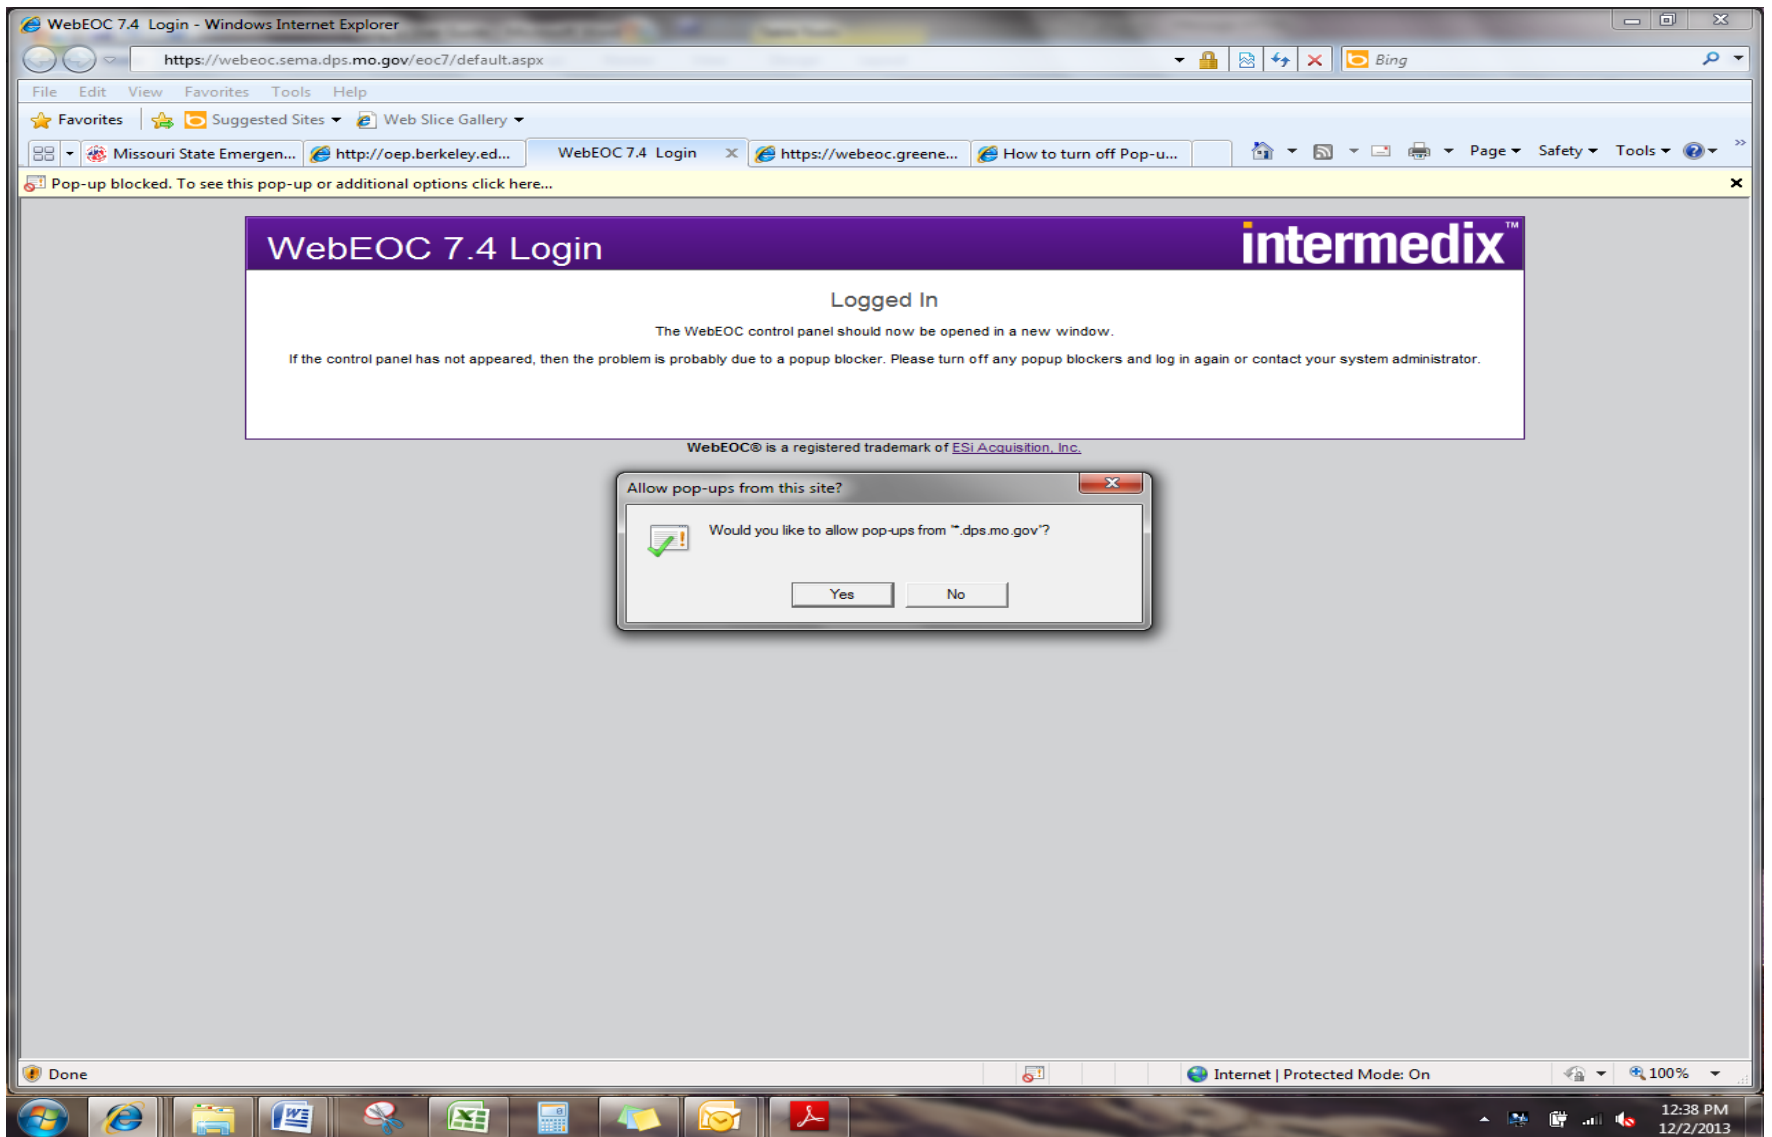 WebEOC 7.4 Login - Windows Internet Explorer
https://webeoc.sema.dps.mo.gov/eoc7/default.aspx
Bing
File Edit View Favorites Tools Help
Favorites Suggested Sites Web Slice Gallery
Missouri State Emergen... http://oep.berkeley.ed... WebEOC 7.4 Login https://webeoc.greene... How to turn off Pop-u... Page Safety Tools
Pop-up blocked. To see this pop-up or additional options click here...
WebEOC 7.4 Login intermedix™
Logged In
The WebEOC control panel should now be opened in a new window.
If the control panel has not appeared, then the problem is probably due to a popup blocker. Please turn off any popup blockers and log in again or contact your system administrator.
WebEOC® is a registered trademark of ESi Acquisition, Inc.
Allow pop-ups from this site?
Would you like to allow pop-ups from "*.dps.mo.gov"?
Yes No
Done Internet | Protected Mode: On 100%
12:38 PM
12/2/2013